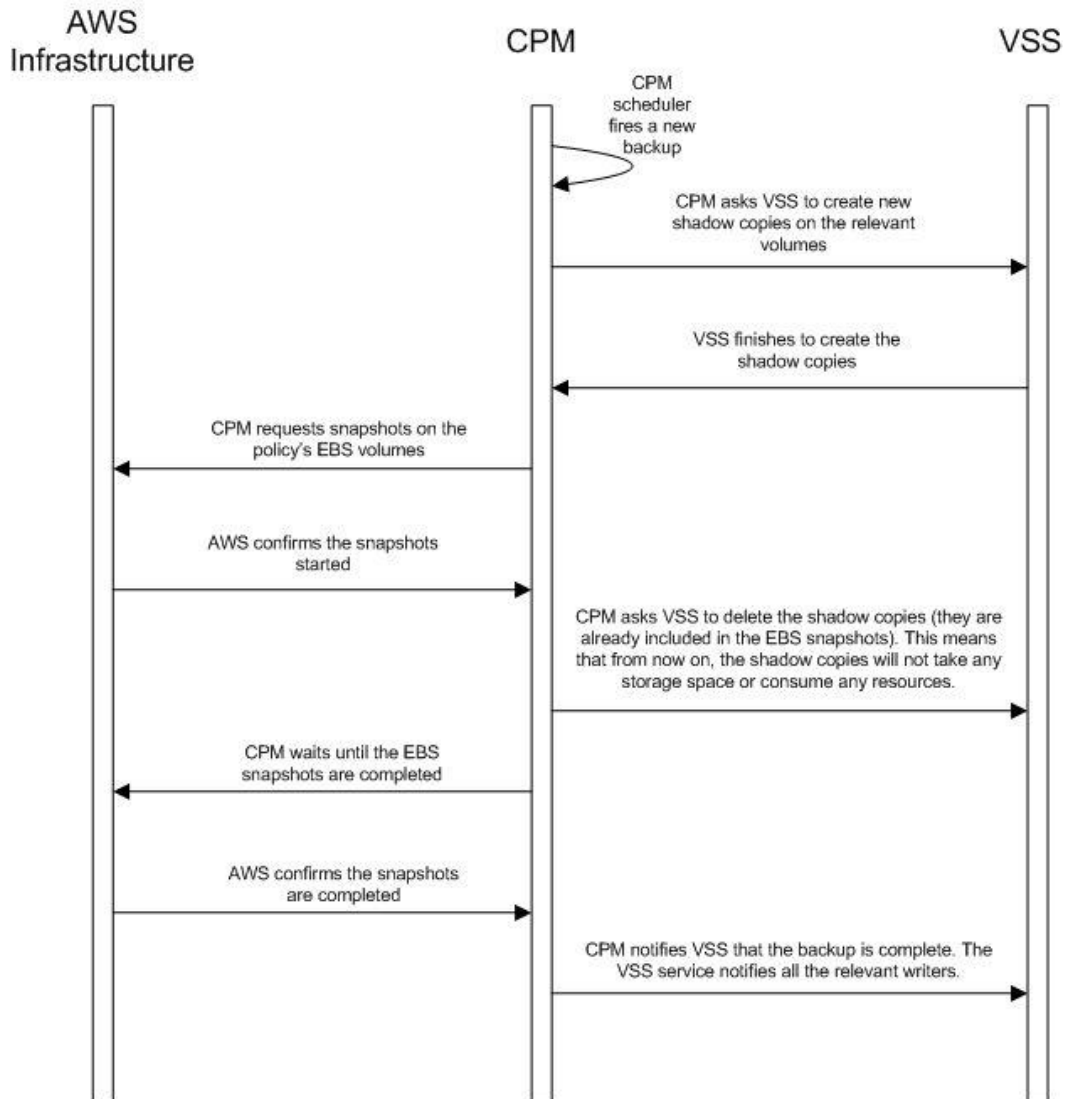 AWS
Infrastructure
CPM
VSS
CPM
scheduler
fires a new
backup
CPM asks VSS to create new
shadow copies on the relevant
volumes
VSS finishes to create the
shadow copies
CPM requests snapshots on the
policy's EBS volumes
AWS confirms the snapshots
started
CPM asks VSS to delete the shadow copies (they are
already included in the EBS snapshots). This means
that from now on, the shadow copies will not take any
storage space or consume any resources.
CPM waits until the EBS
snapshots are completed
AWS confirms the snapshots
are completed
CPM notifies VSS that the backup is complete. The
VSS service notifies all the relevant writers.